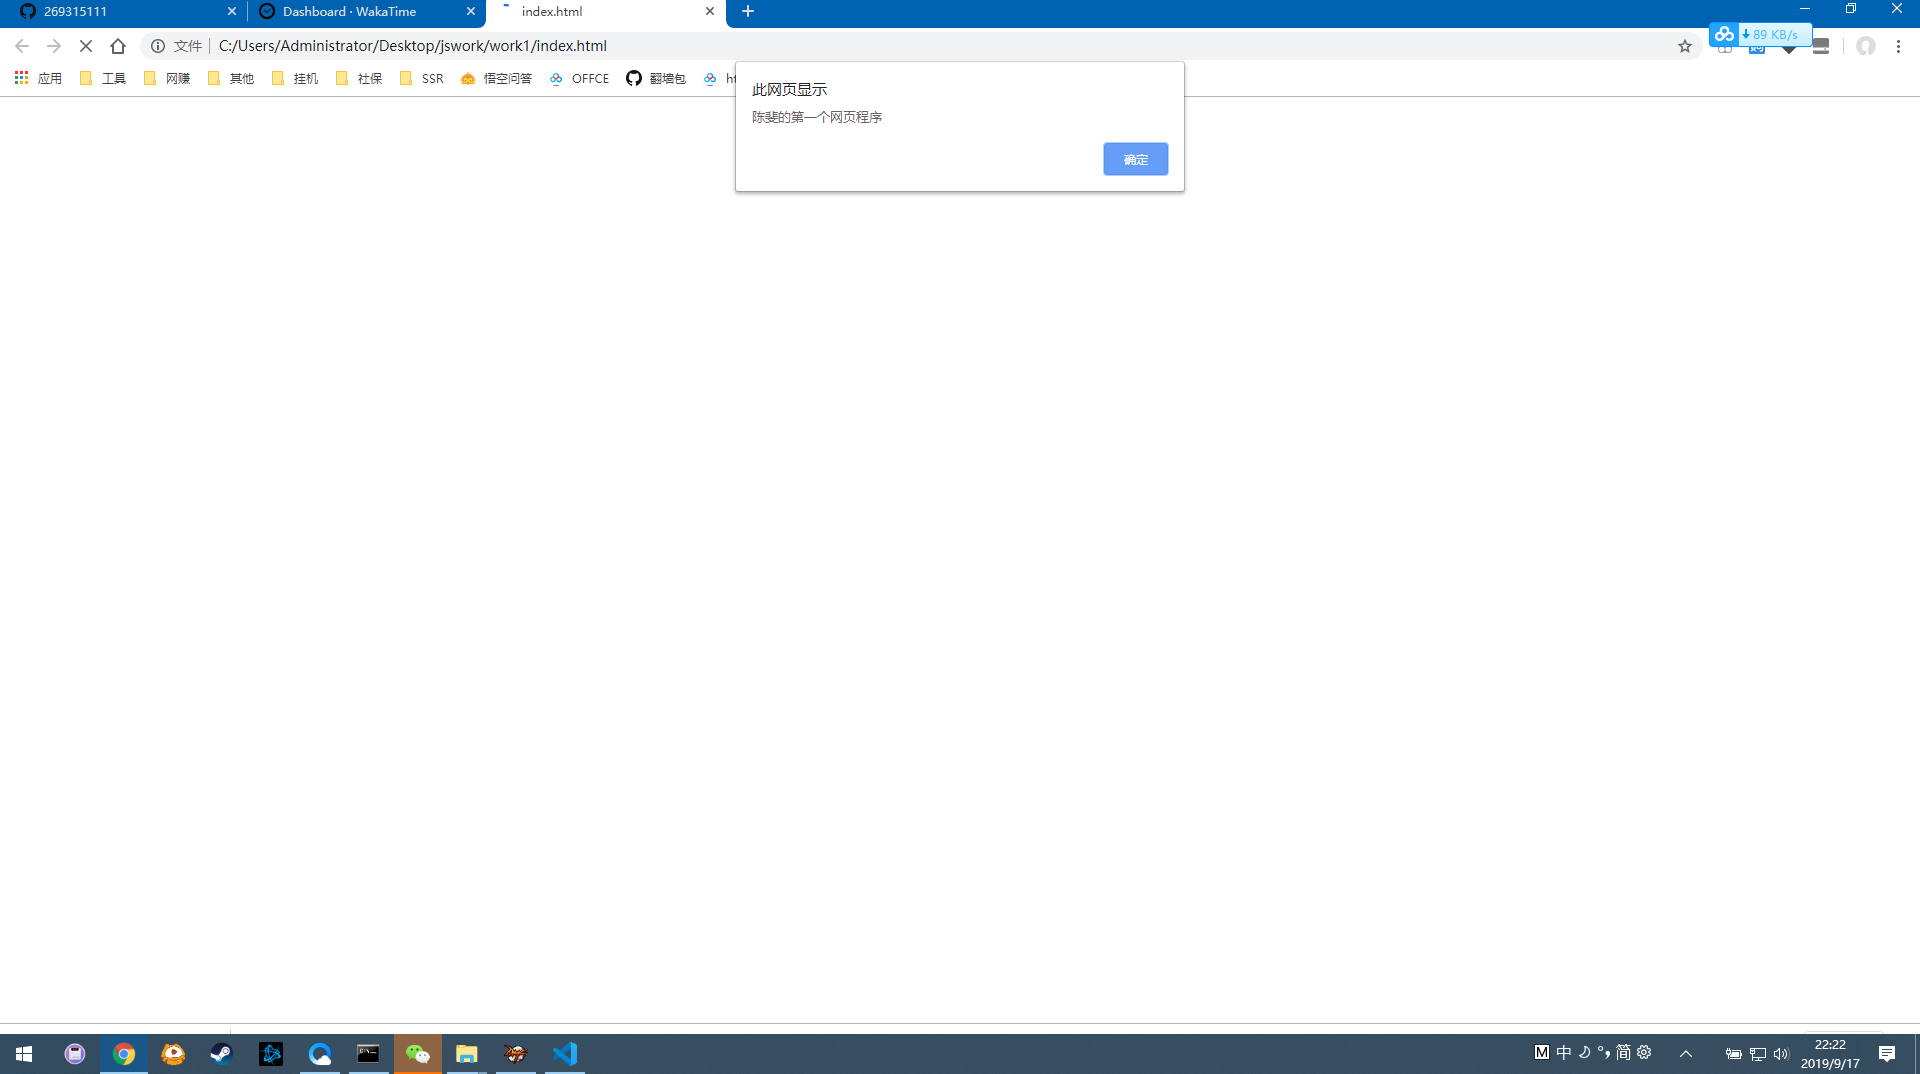 269315111
Dashboard · WakaTime
index.html
文件
C:/Users/Administrator/Desktop/jswork/work1/index.html
89 KB/s
应用
工具
网赚
其他
挂机
社保
SSR
悟空问答
OFFCE
翻墙包
ht
此网页显示
陈斐的第一个网页程序
确定
M 中 简
22:22
2019/9/17